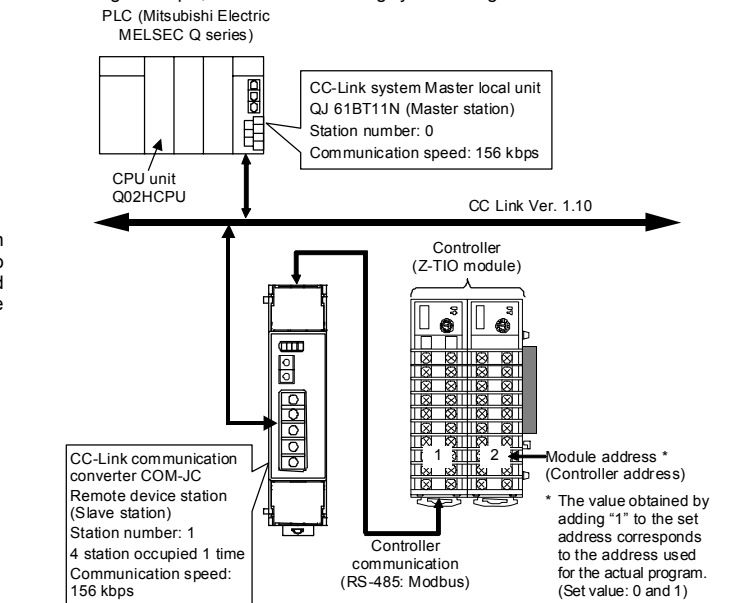 PLC (Mitsubishi Electric
MELSEC Q series)
CC-Link system Master local unit
QJ 61BT11N (Master station)
Station number: 0
Communication speed: 156 kbps
CPU unit
Q02HCPU
CC Link Ver. 1.10
Controller
(Z-TIO module)
1
2
Module address *
(Controller address)
* The value obtained by
adding "1" to the set
address corresponds
to the address used
for the actual program.
(Set value: 0 and 1)
CC-Link communication
converter COM-JC
Remote device station
(Slave station)
Station number: 1
4 station occupied 1 time
Communication speed:
156 kbps
Controller
communication
(RS-485: Modbus)